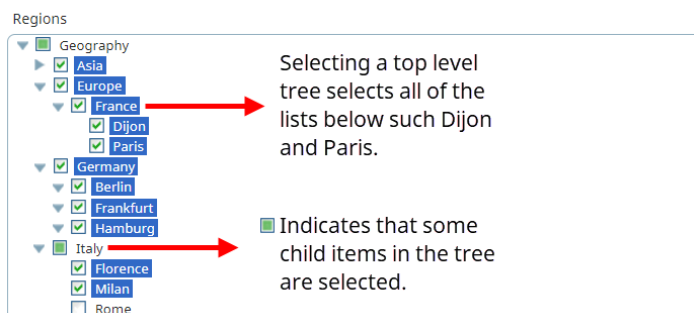 Regions
Geography
Asia
Europe
France
Dijon
Paris
Germany
Berlin
Frankfurt
Hamburg
Italy
Florence
Milan
Rome
Selecting a top level
tree selects all of the
lists below such Dijon
and Paris.
Indicates that some
child items in the tree
are selected.